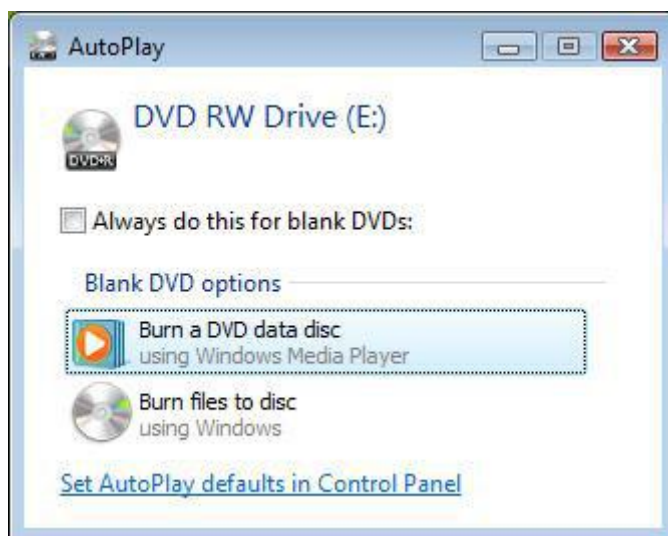 AutoPlay
DVD RW Drive (E:)
DVD+R
Always do this for blank DVDs:
Blank DVD options
Burn a DVD data disc
using Windows Media Player
Burn files to disc
using Windows
Set AutoPlay defaults in Control Panel